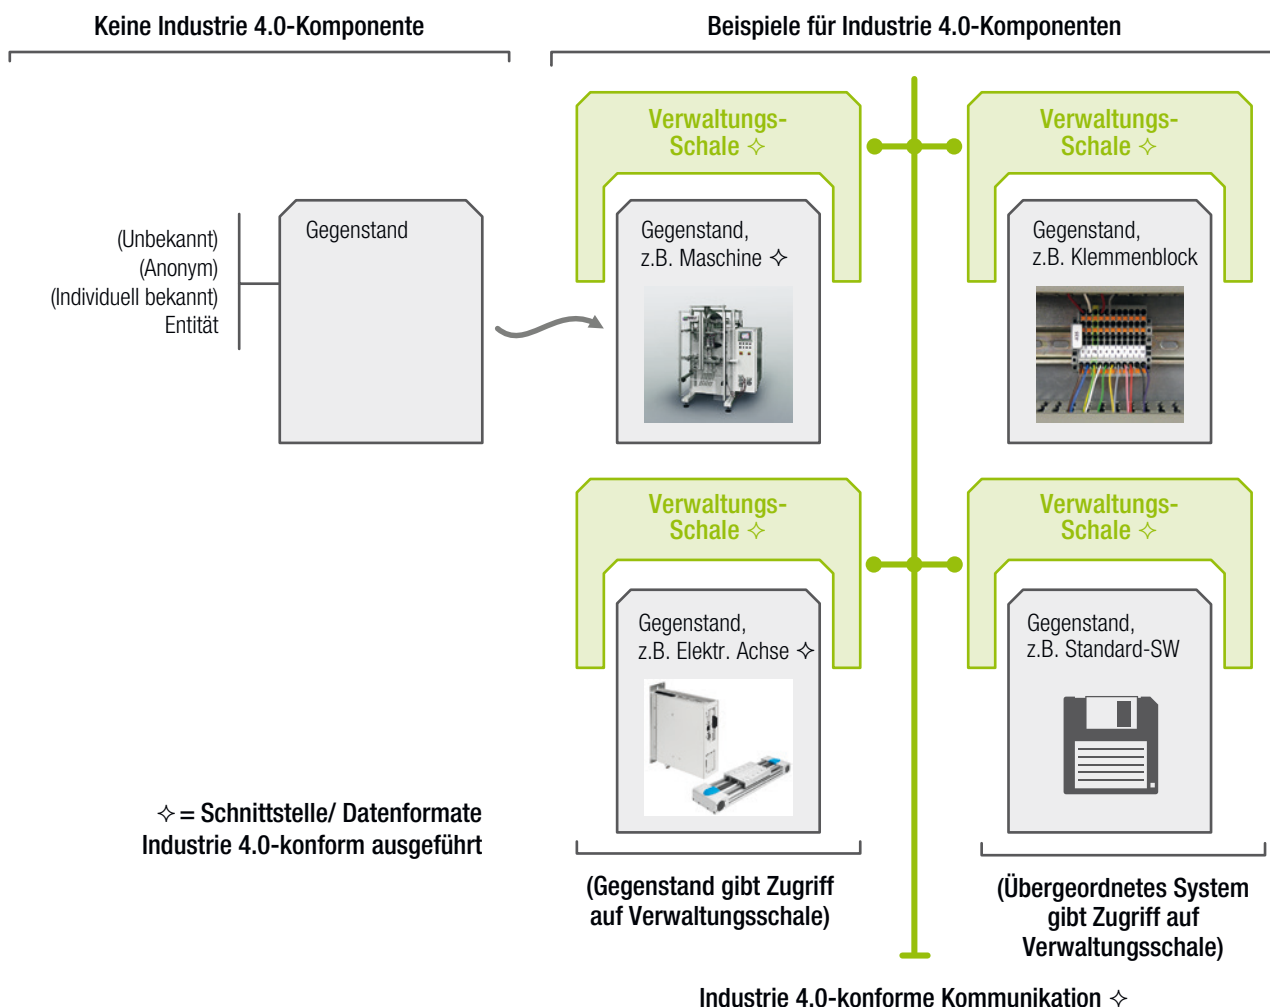 Keine Industrie 4.0-Komponente
Beispiele für Industrie 4.0-Komponenten
(Unbekannt)
(Anonym)
(Individuell bekannt)
Entität
Gegenstand
Verwaltungs-
Schale ✧
Gegenstand,
z.B. Maschine ✧
Verwaltungs-
Schale ✧
Gegenstand,
z.B. Klemmenblock
Verwaltungs-
Schale ✧
Gegenstand,
z.B. Elektr. Achse ✧
Verwaltungs-
Schale ✧
Gegenstand,
z.B. Standard-SW
✧ = Schnittstelle/ Datenformate
Industrie 4.0-konform ausgeführt
(Gegenstand gibt Zugriff
auf Verwaltungsschale)
(Übergeordnetes System
gibt Zugriff auf
Verwaltungsschale)
Industrie 4.0-konforme Kommunikation ✧